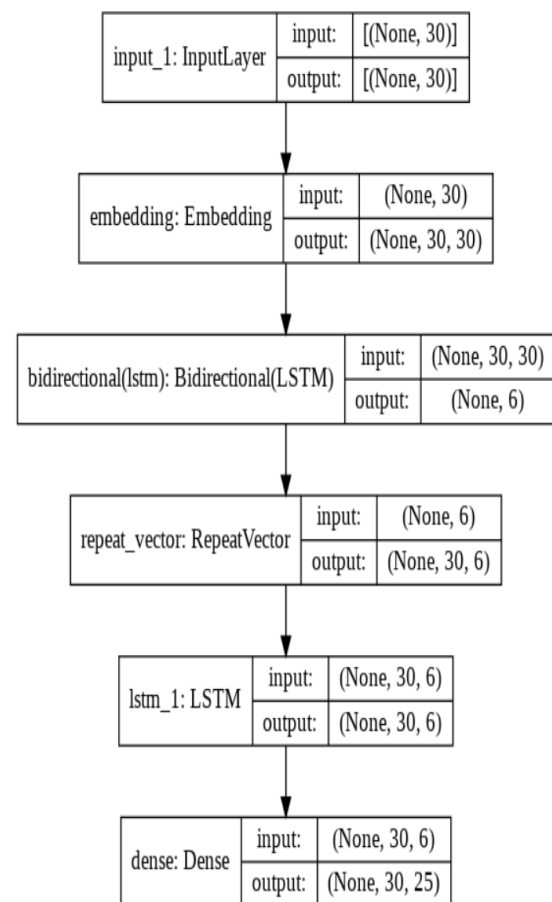 input_1: InputLayer
input: [(None, 30)]
output: [(None, 30)]
embedding: Embedding
input: (None, 30)
output: (None, 30, 30)
bidirectional(lstm): Bidirectional(LSTM)
input: (None, 30, 30)
output: (None, 6)
repeat_vector: RepeatVector
input: (None, 6)
output: (None, 30, 6)
lstm_1: LSTM
input: (None, 30, 6)
output: (None, 30, 6)
dense: Dense
input: (None, 30, 6)
output: (None, 30, 25)